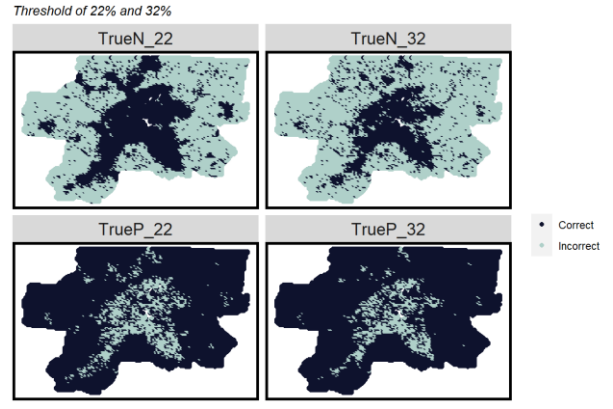 Threshold of 22% and 32%
TrueN_22
TrueN_32
TrueP_22
TrueP_32
Correct
Incorrect